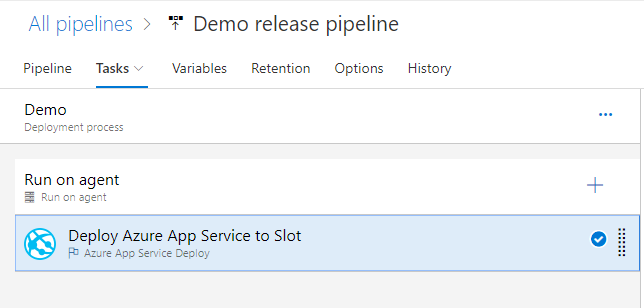 All pipelines > Demo release pipeline
Pipeline Tasks Variables Retention Options History
Demo
Deployment process
Run on agent
Run on agent
Deploy Azure App Service to Slot
Azure App Service Deploy